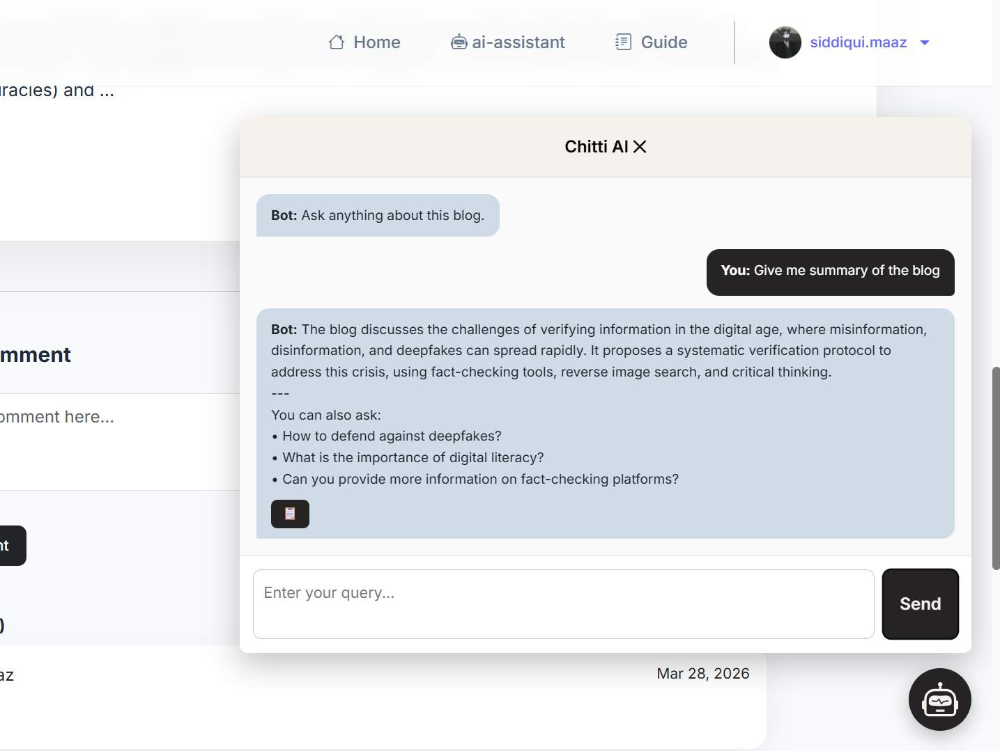 Home
ai-assistant
Guide
siddiqui.maaz
and ...
Chitti AI
Bot: Ask anything about this blog.
You: Give me summary of the blog
Bot: The blog discusses the challenges of verifying information in the digital age, where misinformation,
disinformation, and deepfakes can spread rapidly. It proposes a systematic verification protocol to
address this crisis, using fact-checking tools, reverse image search, and critical thinking.
---
You can also ask:
• How to defend against deepfakes?
• What is the importance of digital literacy?
• Can you provide more information on fact-checking platforms?
mment
omment here...
nt
)
Enter your query...
Send
az
Mar 28, 2026